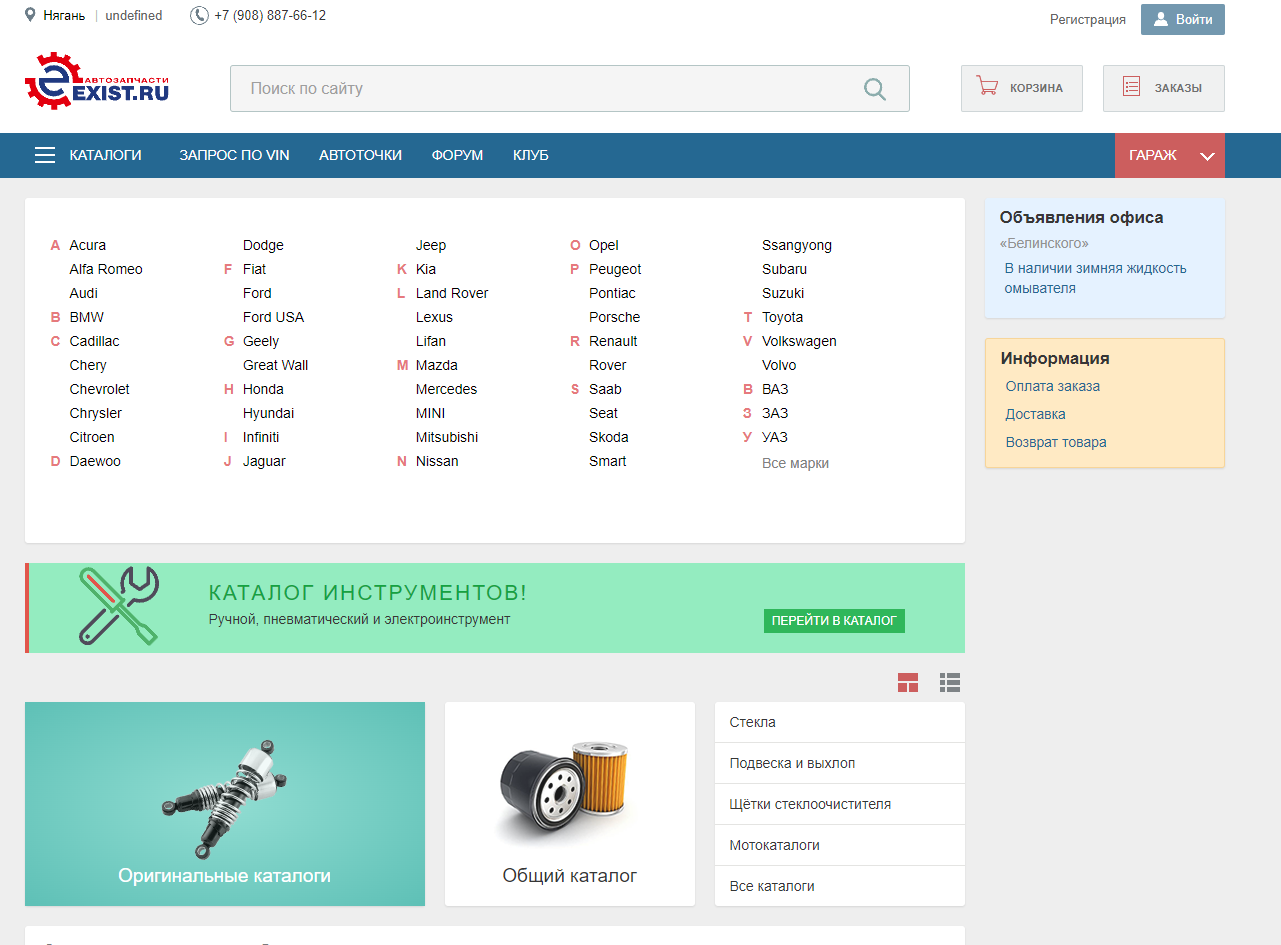 Нягань | undefined +7 (908) 887-66-12
Регистрация Войти
АВТОЗАПЧАСТИ
EXIST.RU
Поиск по сайту
КОРЗИНА
ЗАКАЗЫ
КАТАЛОГИ ЗАПРОС ПО VIN АВТОТОЧКИ ФОРУМ КЛУБ ГАРАЖ
A Acura
Alfa Romeo
Audi
B BMW
C Cadillac
Chery
Chevrolet
Chrysler
Citroen
D Daewoo
Dodge
F Fiat
Ford
Ford USA
G Geely
Great Wall
H Honda
Hyundai
I Infiniti
J Jaguar
Jeep
K Kia
L Land Rover
Lexus
Lifan
M Mazda
Mercedes
MINI
Mitsubishi
N Nissan
O Opel
P Peugeot
Pontiac
Porsche
R Renault
Rover
S Saab
Seat
Skoda
Smart
Ssangyong
Subaru
Suzuki
T Toyota
V Volkswagen
Volvo
В ВАЗ
З ЗАЗ
У УАЗ
Все марки
Объявления офиса
«Белинского»
В наличии зимняя жидкость
омывателя
Информация
Оплата заказа
Доставка
Возврат товара
КАТАЛОГ ИНСТРУМЕНТОВ!
Ручной, пневматический и электроинструмент
ПЕРЕЙТИ В КАТАЛОГ
Оригинальные каталоги
Общий каталог
Стекла
Подвеска и выхлоп
Щётки стеклоочистителя
Мотокаталоги
Все каталоги